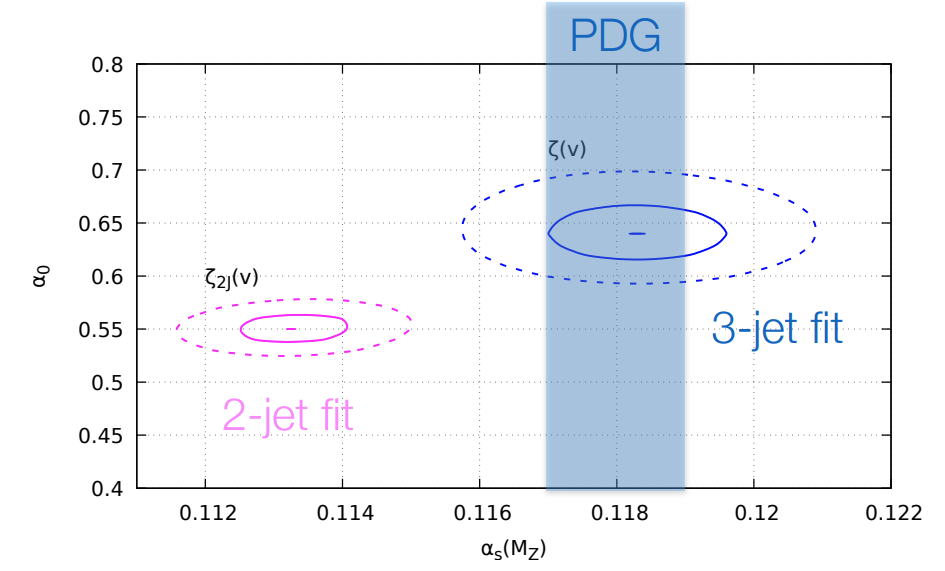 PDG
0.8
0.75
0.7
0.65
0.6
0.55
0.5
0.45
0.4
α₀
ζ(v)
ζ₂J(v)
3-jet fit
2-jet fit
0.112 0.114 0.116 0.118 0.12 0.122
αₛ(M_Z)